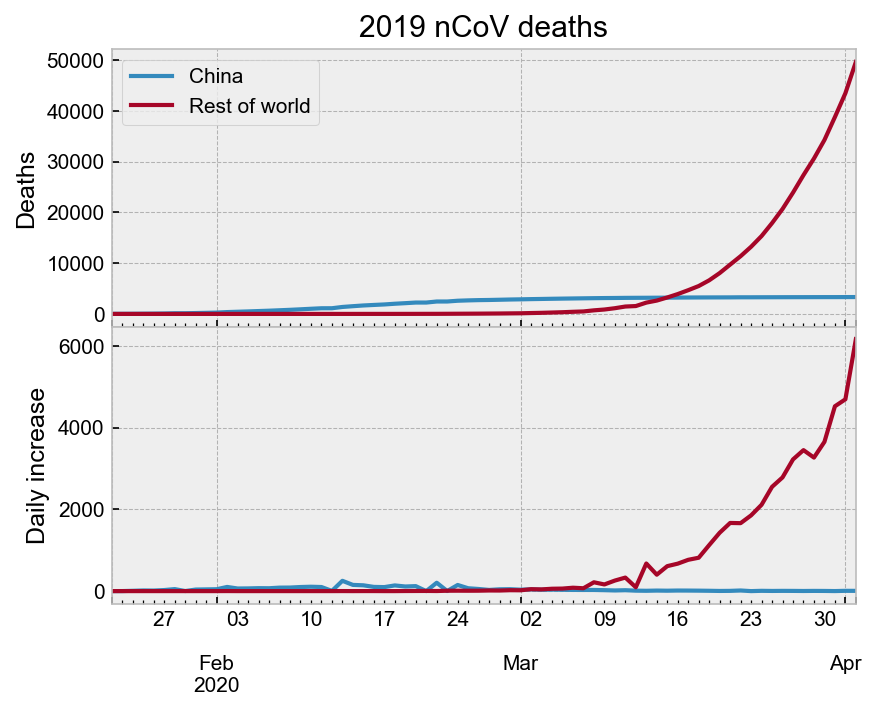 2019 nCoV deaths
50000
40000
30000
20000
10000
0
Deaths
China
Rest of world
6000
4000
2000
0
Daily increase
27 03 10 17 24 02 09 16 23 30
Feb Mar Apr
2020